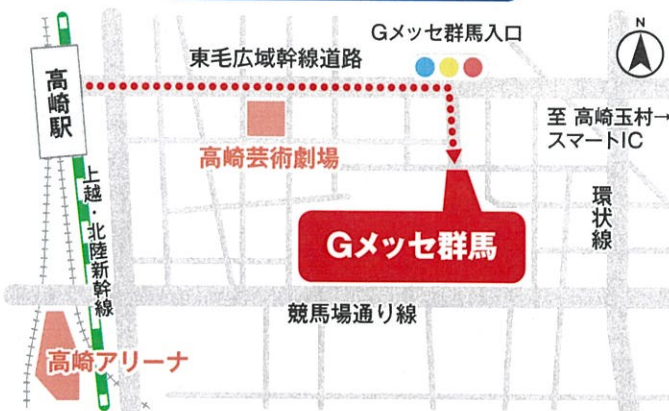 Gメッセ群馬入口
N
東毛広域幹線道路
高崎駅
至 高崎玉村→
スマートIC
高崎芸術劇場
環状線
上越・北陸新幹線
Gメッセ群馬
競馬場通り線
高崎アリーナ